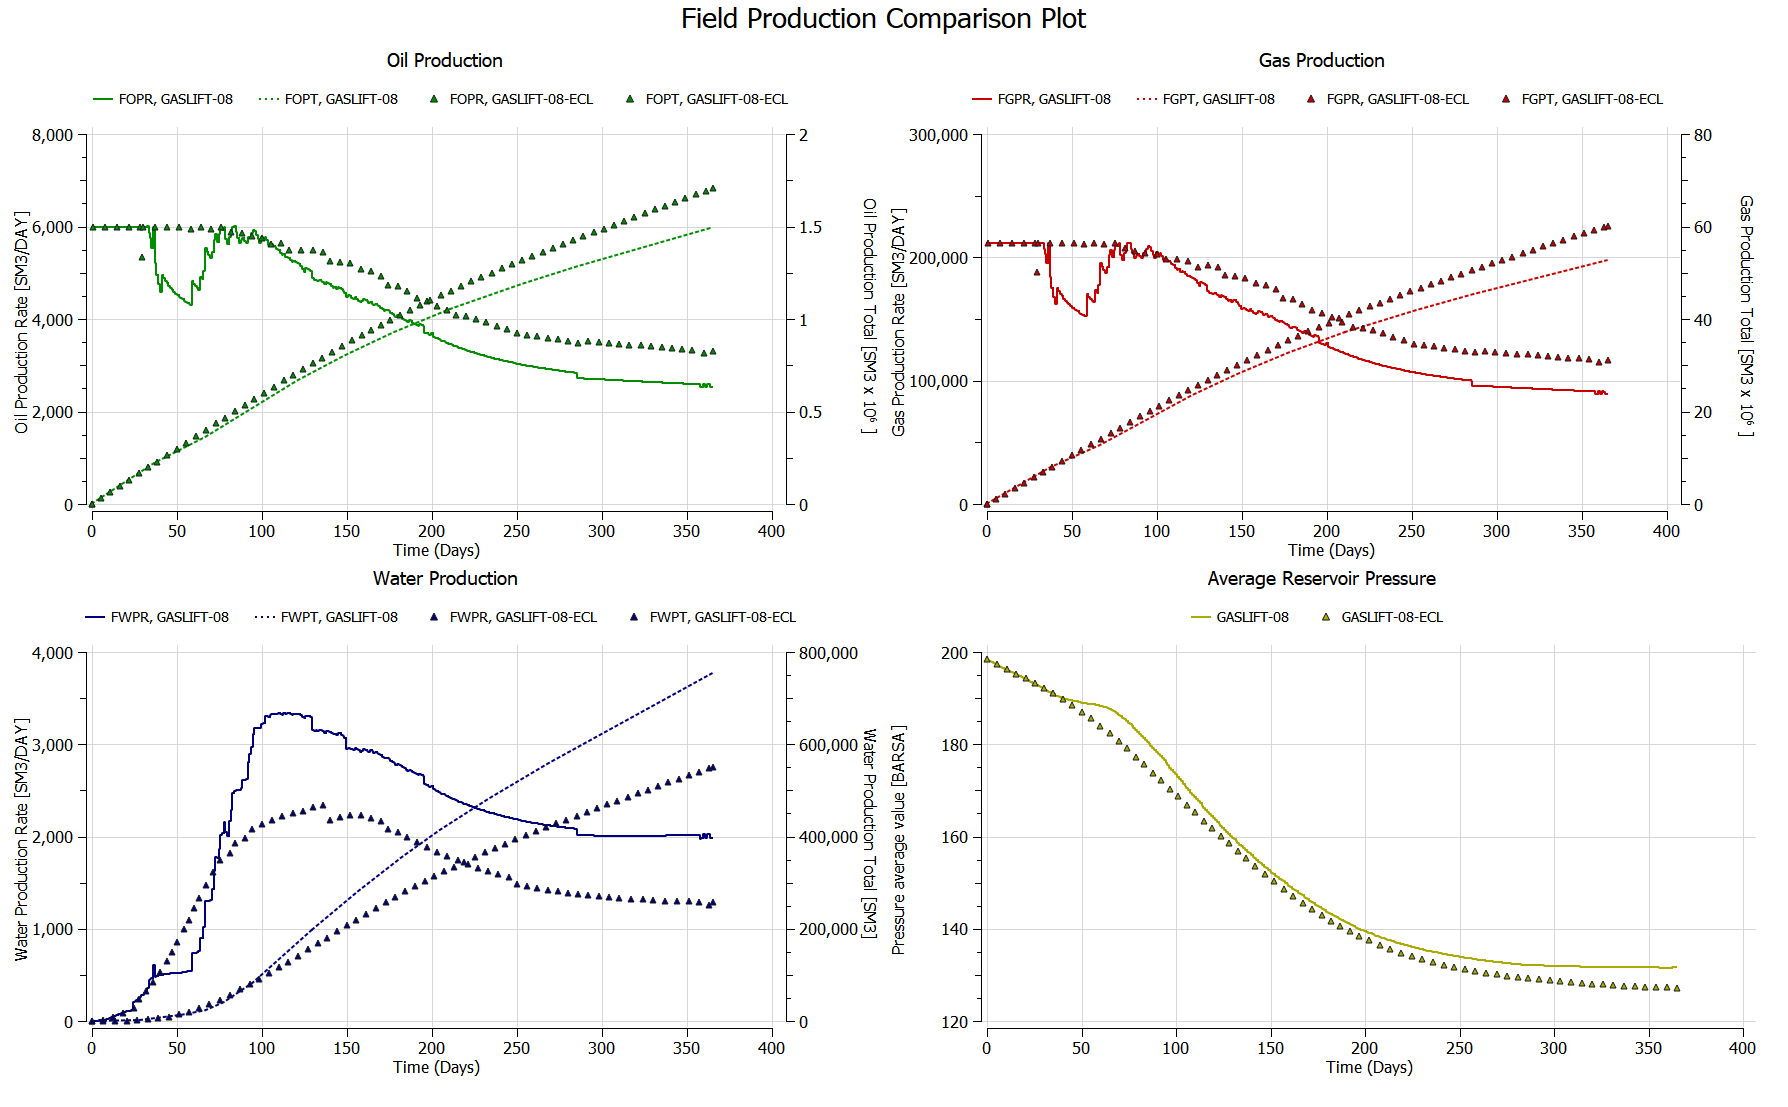 Field Production Comparison Plot
Oil Production
FOPR, GASLIFT-08 FOPT, GASLIFT-08 FOPR, GASLIFT-08-ECL FOPT, GASLIFT-08-ECL
8,000
6,000
4,000
2,000
0
Oil Production Rate [SM3/DAY]
2
1.5
1
0.5
0
Oil Production Total [SM3 x 10⁶ ]
0 50 100 150 200 250 300 350 400
Time (Days)
Gas Production
FGPR, GASLIFT-08 FGPT, GASLIFT-08 FGPR, GASLIFT-08-ECL FGPT, GASLIFT-08-ECL
300,000
200,000
100,000
0
Gas Production Rate [SM3/DAY]
80
60
40
20
0
Gas Production Total [SM3 x 10⁶ ]
0 50 100 150 200 250 300 350 400
Time (Days)
Water Production
FWPR, GASLIFT-08 FWPT, GASLIFT-08 FWPR, GASLIFT-08-ECL FWPT, GASLIFT-08-ECL
4,000
3,000
2,000
1,000
0
Water Production Rate [SM3/DAY]
800,000
600,000
400,000
200,000
0
Water Production Total [SM3]
0 50 100 150 200 250 300 350 400
Time (Days)
Average Reservoir Pressure
GASLIFT-08 GASLIFT-08-ECL
200
180
160
140
120
Pressure average value [BARSA]
0 50 100 150 200 250 300 350 400
Time (Days)